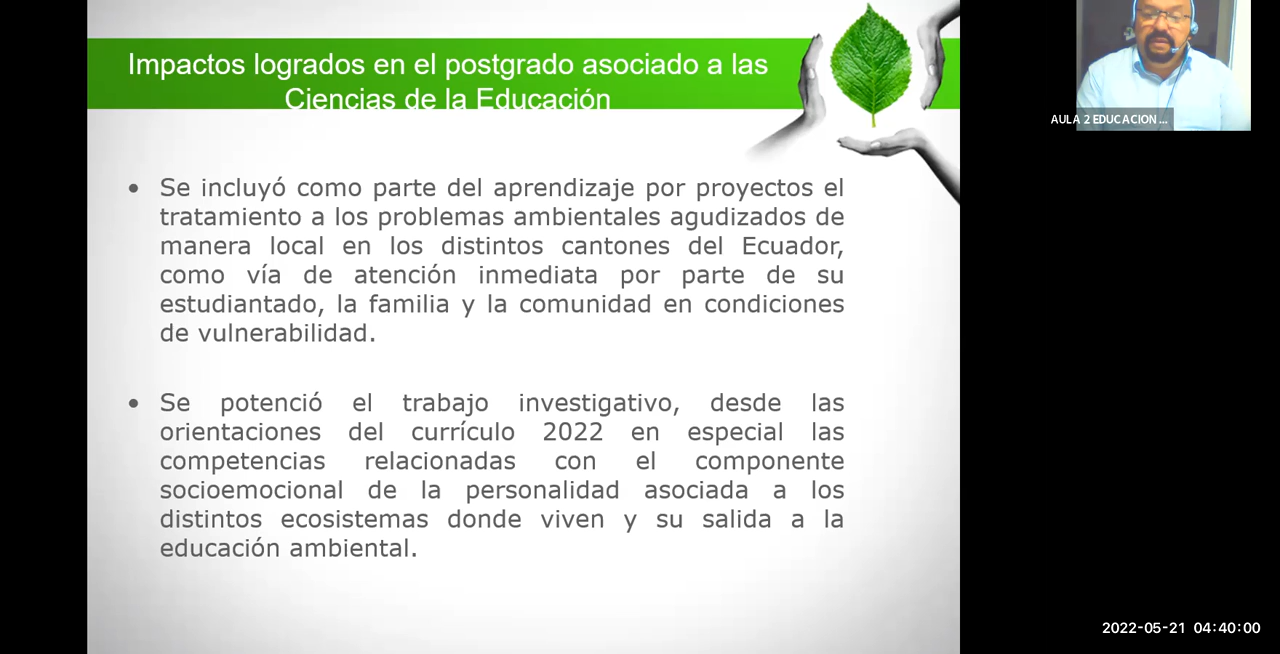 Impactos logrados en el postgrado asociado a las
Ciencias de la Educación
AULA 2 EDUCACION ...
• Se incluyó como parte del aprendizaje por proyectos el
tratamiento a los problemas ambientales agudizados de
manera local en los distintos cantones del Ecuador,
como vía de atención inmediata por parte de su
estudiantado, la familia y la comunidad en condiciones
de vulnerabilidad.
• Se potenció el trabajo investigativo, desde las
orientaciones del currículo 2022 en especial las
competencias relacionadas con el componente
socioemocional de la personalidad asociada a los
distintos ecosistemas donde viven y su salida a la
educación ambiental.
2022-05-21 04:40:00